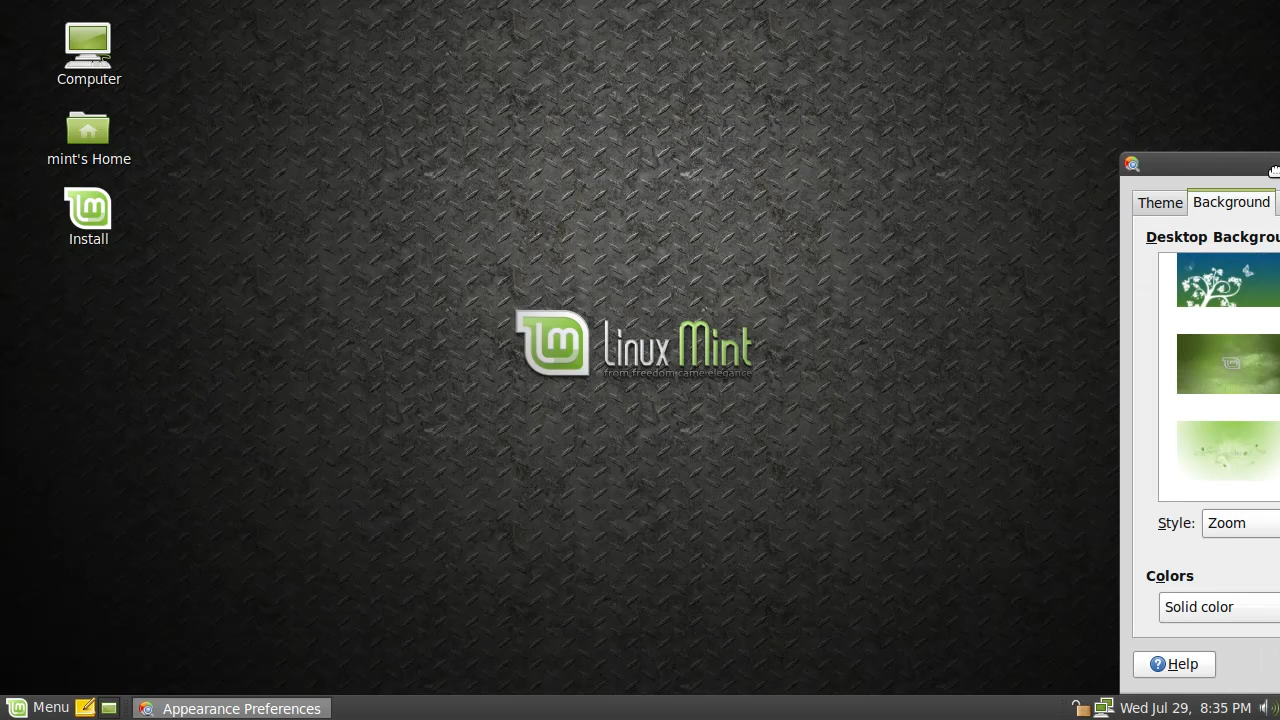 Computer
mint's Home
Install
Linux Mint
from freedom came elegance
Theme
Background
Desktop Backgrou
Style:
Zoom
Colors
Solid color
Help
Menu
Appearance Preferences
Wed Jul 29, 8:35 PM